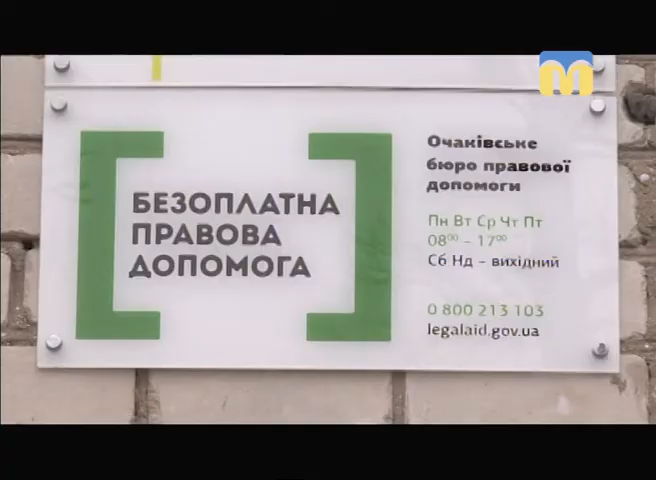 БЕЗОПЛАТНА
ПРАВОВА
ДОПОМОГА
Очаківське
бюро правової
допомоги
Пн Вт Ср Чт Пт
08⁰⁰ – 17⁰⁰
Сб Нд – вихідний
0 800 213 103
legalaid.gov.ua